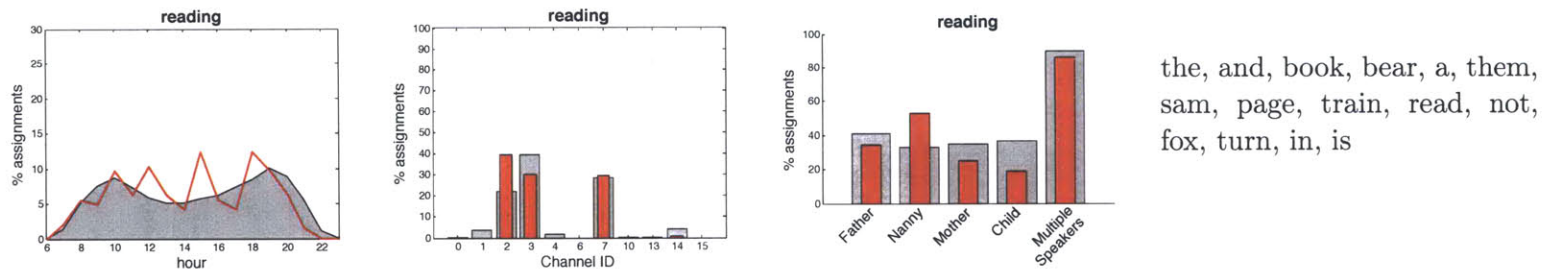 reading
30
25
20
15
10
5
0
% assignments
6 8 10 12 14 16 18 20 22
hour
reading
100
90
80
70
60
50
40
30
20
10
0
% assignments
0 1 2 3 4 6 7 10 13 14 15
Channel ID
reading
100
80
60
40
20
0
% assignments
Father
Nanny
Mother
Child
Multiple
Speakers
the, and, book, bear, a, them,
sam, page, train, read, not,
fox, turn, in, is